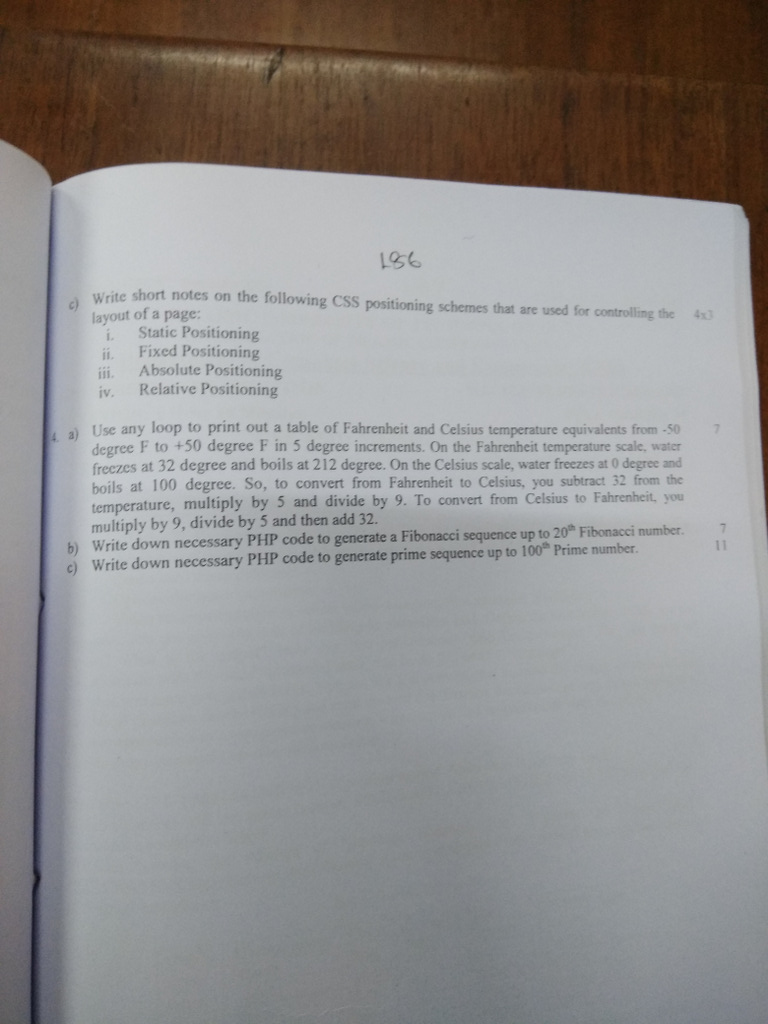 186
c) Write short notes on the following CSS positioning schemes that are used for controlling the 4x3
layout of a page:
i. Static Positioning
ii. Fixed Positioning
iii. Absolute Positioning
iv. Relative Positioning
4. a) Use any loop to print out a table of Fahrenheit and Celsius temperature equivalents from -50 7
degree F to +50 degree F in 5 degree increments. On the Fahrenheit temperature scale, water
freezes at 32 degree and boils at 212 degree. On the Celsius scale, water freezes at 0 degree and
boils at 100 degree. So, to convert from Fahrenheit to Celsius, you subtract 32 from the
temperature, multiply by 5 and divide by 9. To convert from Celsius to Fahrenheit, you
multiply by 9, divide by 5 and then add 32.
b) Write down necessary PHP code to generate a Fibonacci sequence up to 20th Fibonacci number. 7
c) Write down necessary PHP code to generate prime sequence up to 100th Prime number. 11